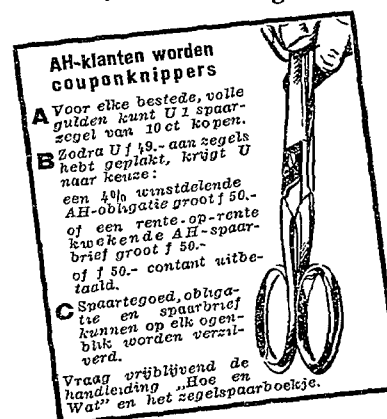 AH-klanten worden
couponknippers
A Voor elke bestede, volle
gulden kunt U 1 spaar-
zegel van 10 ct kopen.
B Zodra U f 49.- aan zegels
hebt geplakt, krijgt U
naar keuze:
een 4% winstdelende
AH-obligatie groot f 50.-
of een rente-op-rente
kwekende AH-spaar-
brief groot f 50.-
of f 50.- contant uitbe-
taald.
C Spaartegoed, obliga-
tie en spaarbrief
kunnen op elk ogen-
blik worden verzil-
verd.
Vraag vrijblijvend de
handleiding „Hoe en
Wat" en het zegelspaarboekje.